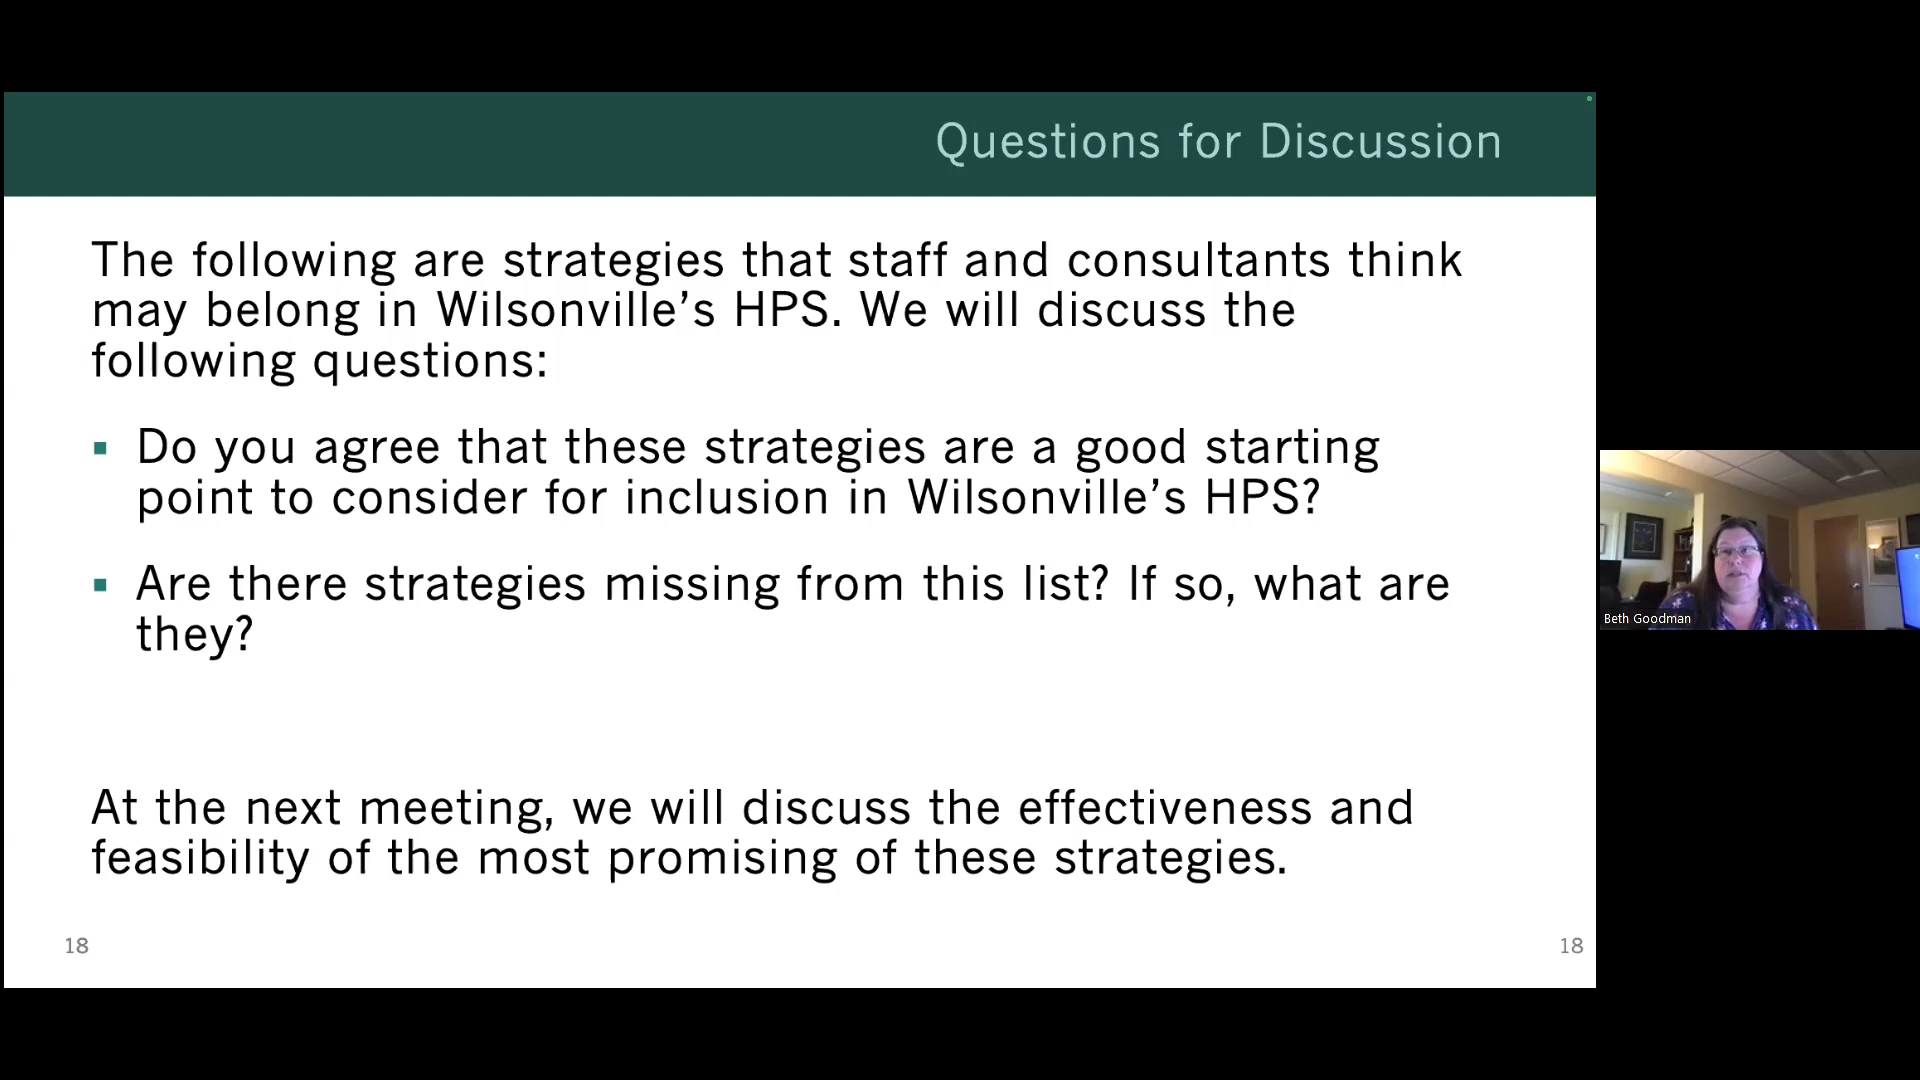 Questions for Discussion
The following are strategies that staff and consultants think
may belong in Wilsonville’s HPS. We will discuss the
following questions:
▪ Do you agree that these strategies are a good starting
point to consider for inclusion in Wilsonville’s HPS?
▪ Are there strategies missing from this list? If so, what are
they?
At the next meeting, we will discuss the effectiveness and
feasibility of the most promising of these strategies.
18
18
Beth Goodman